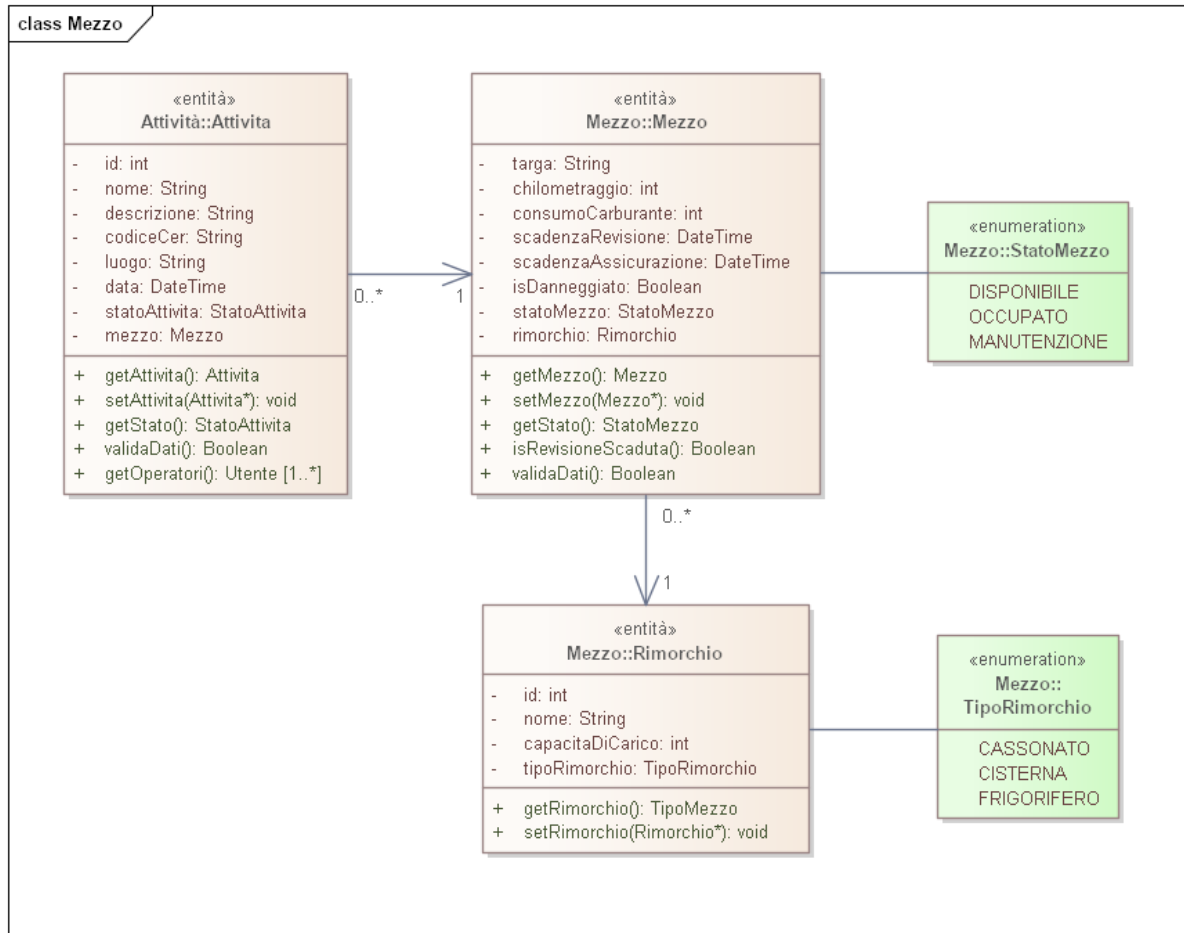 class Mezzo
«entità»
Attività::Attivita
- id: int
- nome: String
- descrizione: String
- codiceCer: String
- luogo: String
- data: DateTime
- statoAttivita: StatoAttivita
- mezzo: Mezzo
+ getAttivita(): Attivita
+ setAttivita(Attivita*): void
+ getStato(): StatoAttivita
+ validaDati(): Boolean
+ getOperatori(): Utente [1..*]
0..*
1
«entità»
Mezzo::Mezzo
- targa: String
- chilometraggio: int
- consumoCarburante: int
- scadenzaRevisione: DateTime
- scadenzaAssicurazione: DateTime
- isDanneggiato: Boolean
- statoMezzo: StatoMezzo
- rimorchio: Rimorchio
+ getMezzo(): Mezzo
+ setMezzo(Mezzo*): void
+ getStato(): StatoMezzo
+ isRevisioneScaduta(): Boolean
+ validaDati(): Boolean
«enumeration»
Mezzo::StatoMezzo
DISPONIBILE
OCCUPATO
MANUTENZIONE
0..*
1
«entità»
Mezzo::Rimorchio
- id: int
- nome: String
- capacitaDiCarico: int
- tipoRimorchio: TipoRimorchio
+ getRimorchio(): TipoMezzo
+ setRimorchio(Rimorchio*): void
«enumeration»
Mezzo::
TipoRimorchio
CASSONATO
CISTERNA
FRIGORIFERO